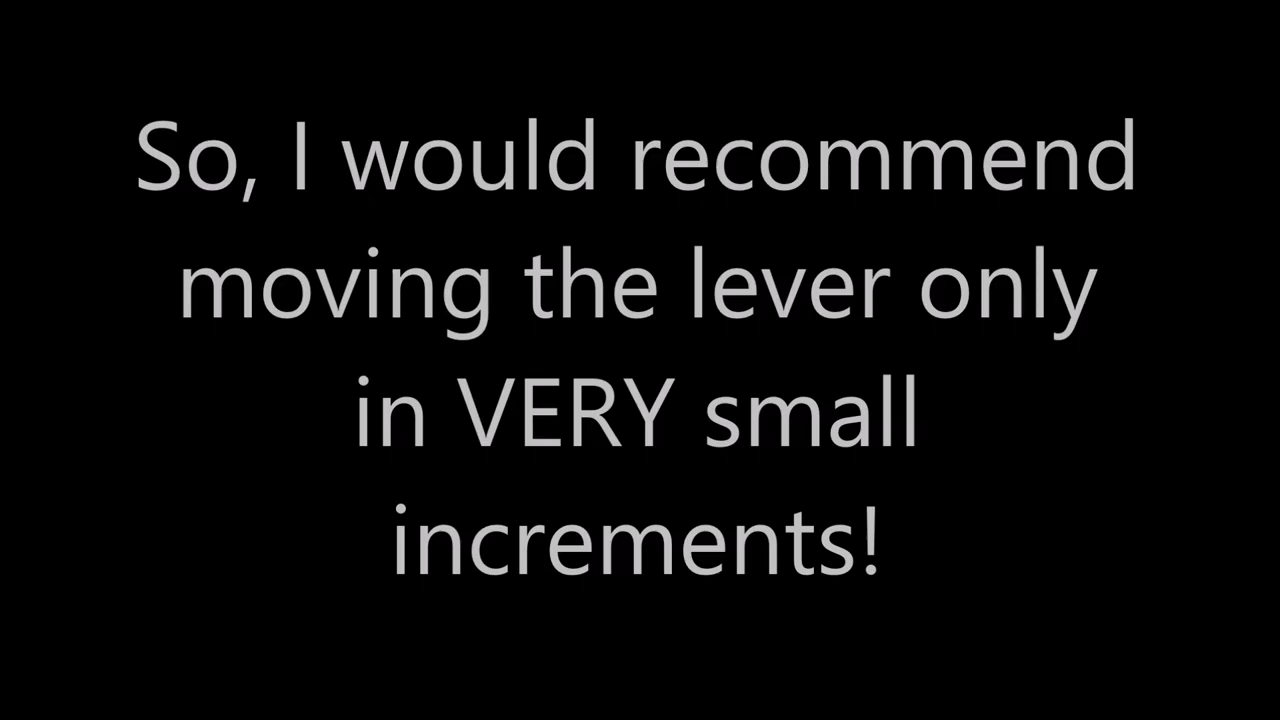 So, I would recommend
moving the lever only
in VERY small
increments!